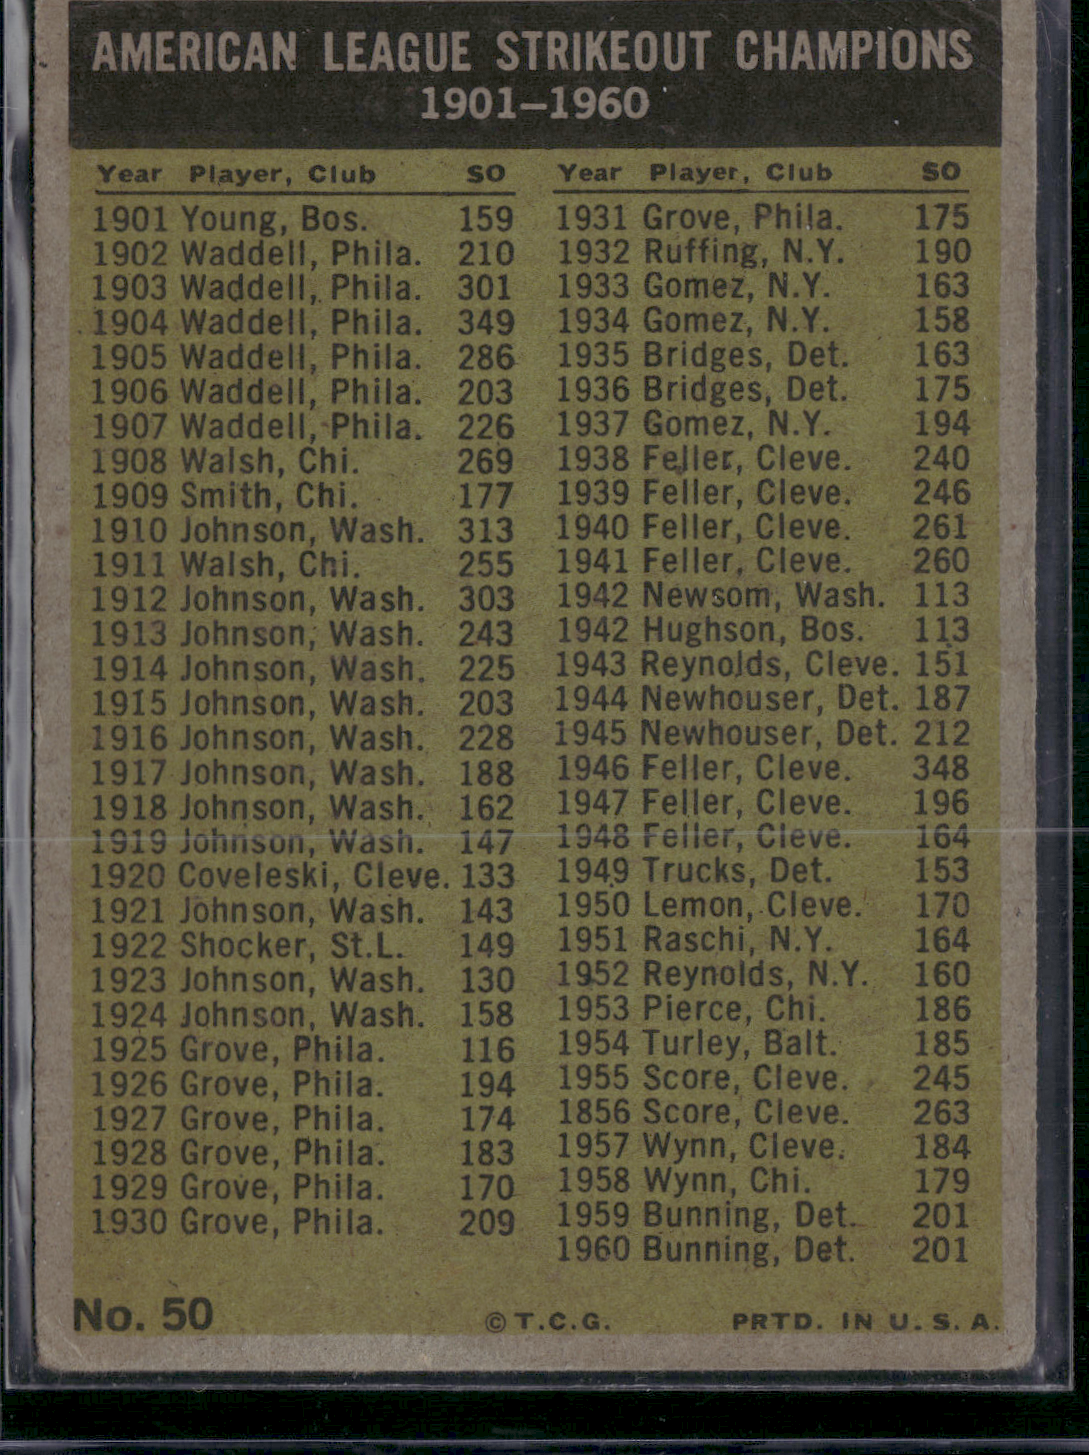 AMERICAN LEAGUE STRIKEOUT CHAMPIONS
1901–1960
Year Player, Club SO
1901 Young, Bos. 159
1902 Waddell, Phila. 210
1903 Waddell, Phila. 301
1904 Waddell, Phila. 349
1905 Waddell, Phila. 286
1906 Waddell, Phila. 203
1907 Waddell, Phila. 226
1908 Walsh, Chi. 269
1909 Smith, Chi. 177
1910 Johnson, Wash. 313
1911 Walsh, Chi. 255
1912 Johnson, Wash. 303
1913 Johnson, Wash. 243
1914 Johnson, Wash. 225
1915 Johnson, Wash. 203
1916 Johnson, Wash. 228
1917 Johnson, Wash. 188
1918 Johnson, Wash. 162
1919 Johnson, Wash. 147
1920 Coveleski, Cleve. 133
1921 Johnson, Wash. 143
1922 Shocker, St.L. 149
1923 Johnson, Wash. 130
1924 Johnson, Wash. 158
1925 Grove, Phila. 116
1926 Grove, Phila. 194
1927 Grove, Phila. 174
1928 Grove, Phila. 183
1929 Grove, Phila. 170
1930 Grove, Phila. 209
Year Player, Club SO
1931 Grove, Phila. 175
1932 Ruffing, N.Y. 190
1933 Gomez, N.Y. 163
1934 Gomez, N.Y. 158
1935 Bridges, Det. 163
1936 Bridges, Det. 175
1937 Gomez, N.Y. 194
1938 Feller, Cleve. 240
1939 Feller, Cleve. 246
1940 Feller, Cleve. 261
1941 Feller, Cleve. 260
1942 Newsom, Wash. 113
1942 Hughson, Bos. 113
1943 Reynolds, Cleve. 151
1944 Newhouser, Det. 187
1945 Newhouser, Det. 212
1946 Feller, Cleve. 348
1947 Feller, Cleve. 196
1948 Feller, Cleve. 164
1949 Trucks, Det. 153
1950 Lemon, Cleve. 170
1951 Raschi, N.Y. 164
1952 Reynolds, N.Y. 160
1953 Pierce, Chi. 186
1954 Turley, Balt. 185
1955 Score, Cleve. 245
1856 Score, Cleve. 263
1957 Wynn, Cleve. 184
1958 Wynn, Chi. 179
1959 Bunning, Det. 201
1960 Bunning, Det. 201
No. 50 © T.C.G. PRTD. IN U. S. A.